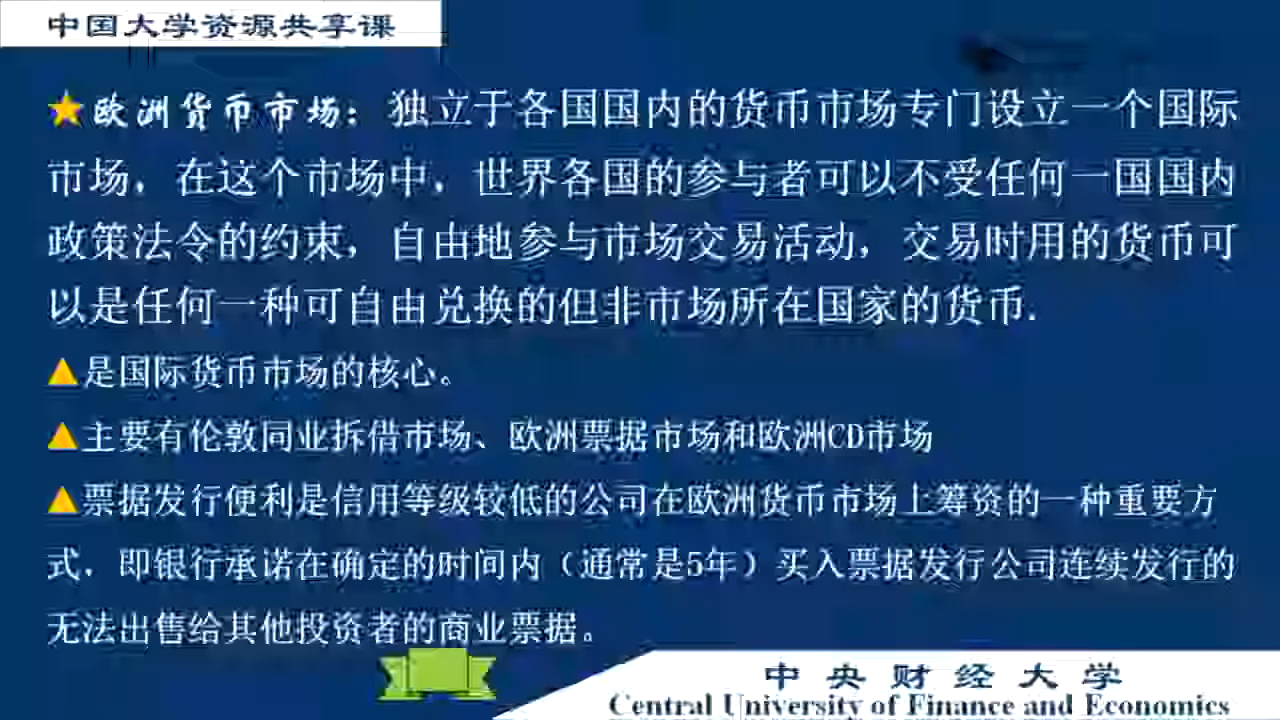 中国大学资源共享课
★欧洲货币市场：独立于各国国内的货币市场专门设立一个国际
市场，在这个市场中，世界各国的参与者可以不受任何一国国内
政策法令的约束，自由地参与市场交易活动，交易时用的货币可
以是任何一种可自由兑换的但非市场所在国家的货币.
▲是国际货币市场的核心。
▲主要有伦敦同业拆借市场、欧洲票据市场和欧洲CD市场
▲票据发行便利是信用等级较低的公司在欧洲货币市场上筹资的一种重要方
式，即银行承诺在确定的时间内（通常是5年）买入票据发行公司连续发行的
无法出售给其他投资者的商业票据。
中央财经大学
Central University of Finance and Economics